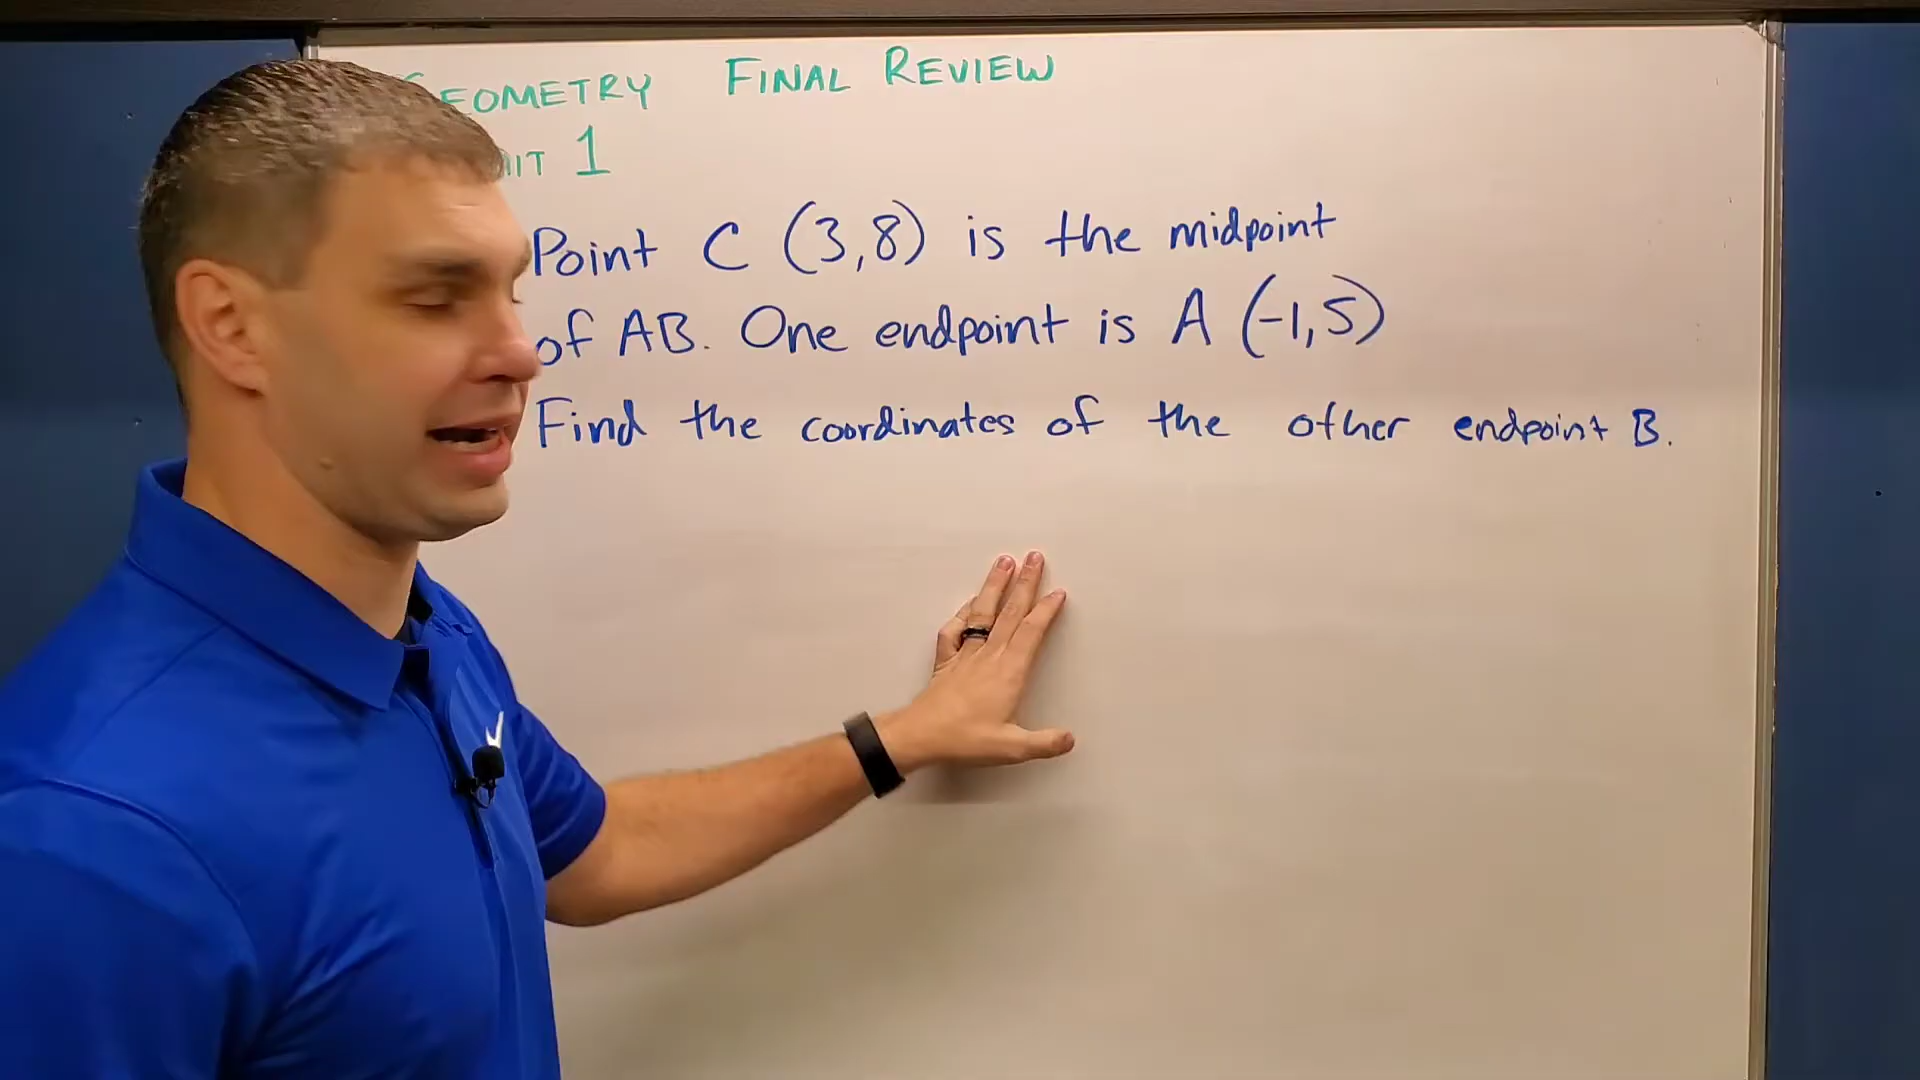 GEOMETRY FINAL REVIEW
1
Point C (3,8) is the midpoint
of AB. One endpoint is A (-1,5)
Find the coordinates of the other endpoint B.